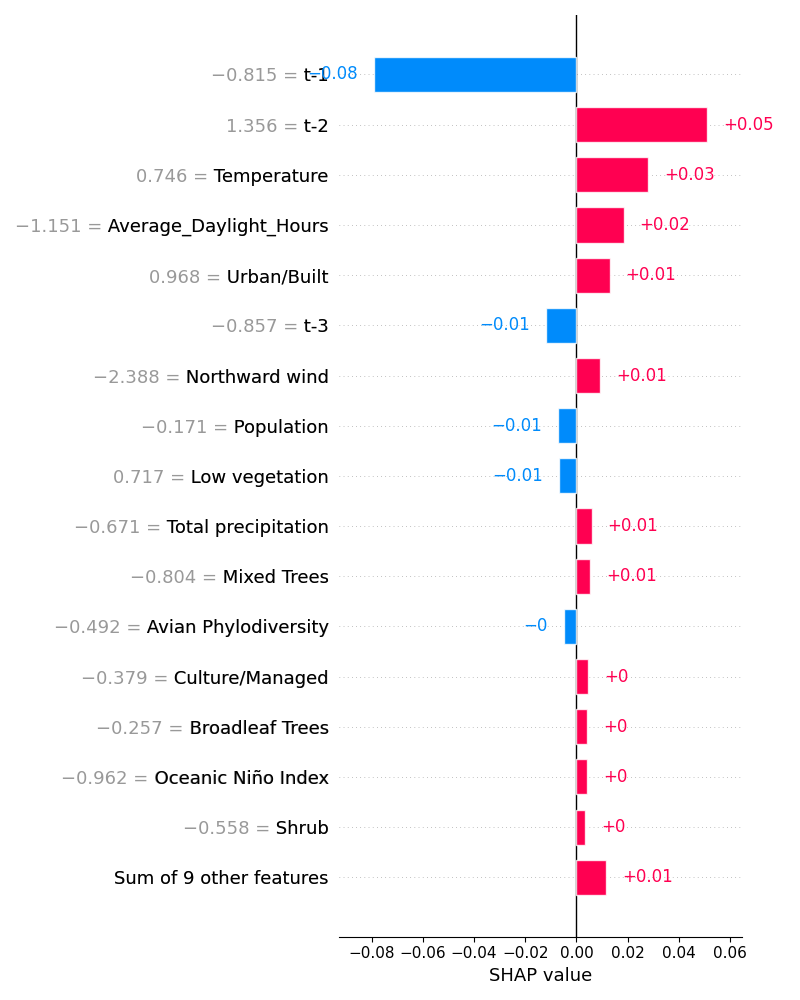 −0.815 = t-1 −0.08
1.356 = t-2 +0.05
0.746 = Temperature +0.03
−1.151 = Average_Daylight_Hours +0.02
0.968 = Urban/Built +0.01
−0.857 = t-3 −0.01
−2.388 = Northward wind +0.01
−0.171 = Population −0.01
0.717 = Low vegetation −0.01
−0.671 = Total precipitation +0.01
−0.804 = Mixed Trees +0.01
−0.492 = Avian Phylodiversity −0
−0.379 = Culture/Managed +0
−0.257 = Broadleaf Trees +0
−0.962 = Oceanic Niño Index +0
−0.558 = Shrub +0
Sum of 9 other features +0.01
−0.08 −0.06 −0.04 −0.02 0.00 0.02 0.04 0.06
SHAP value